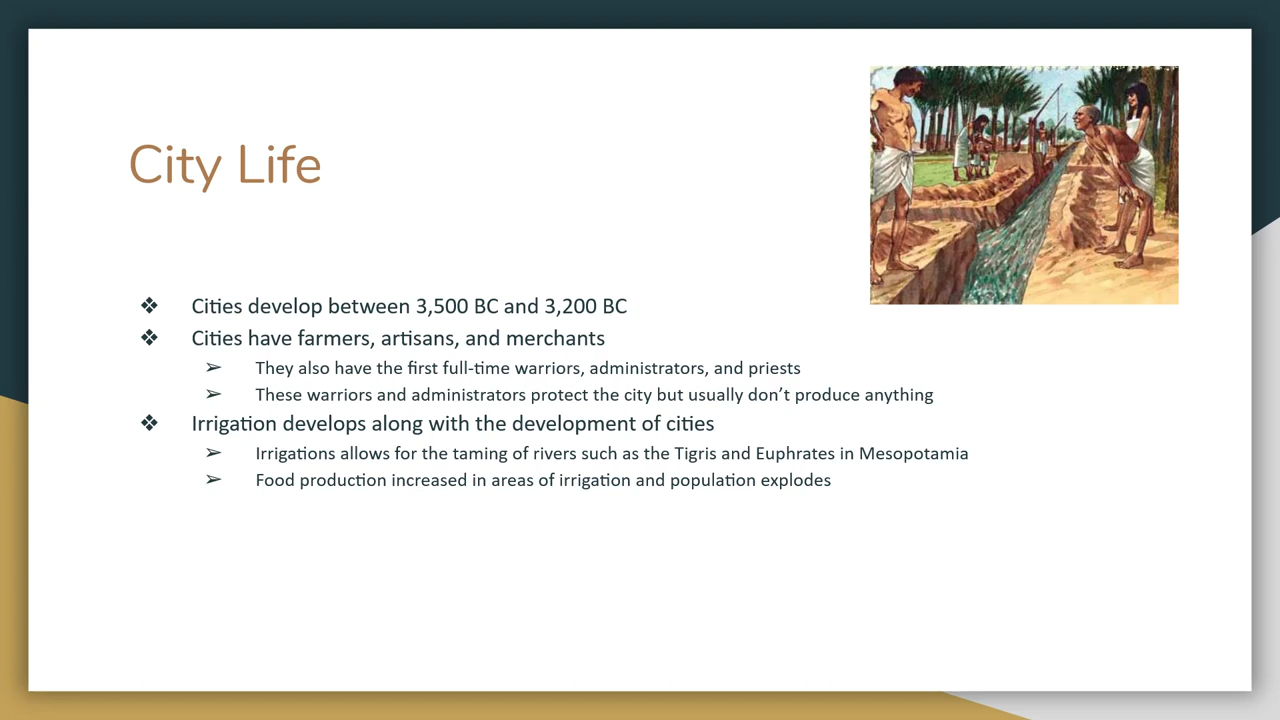 City Life
❖ Cities develop between 3,500 BC and 3,200 BC
❖ Cities have farmers, artisans, and merchants
➢ They also have the first full-time warriors, administrators, and priests
➢ These warriors and administrators protect the city but usually don’t produce anything
❖ Irrigation develops along with the development of cities
➢ Irrigations allows for the taming of rivers such as the Tigris and Euphrates in Mesopotamia
➢ Food production increased in areas of irrigation and population explodes